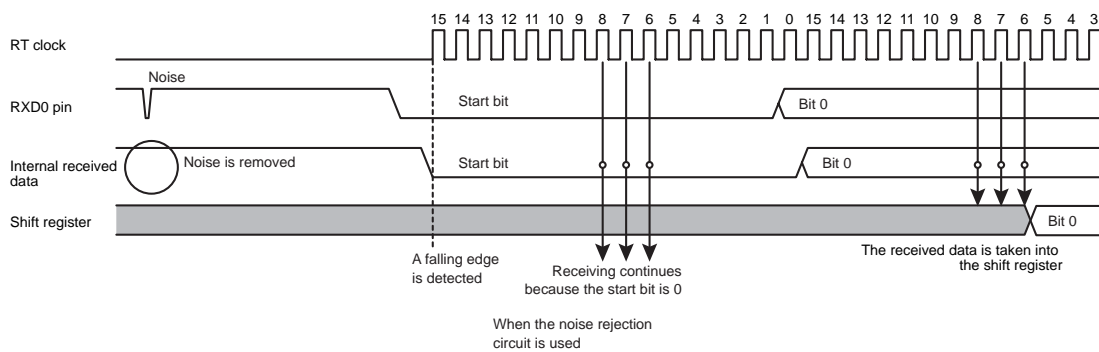 15 14 13 12 11 10 9 8 7 6 5 4 3 2 1 0 15 14 13 12 11 10 9 8 7 6 5 4 3
RT clock
Noise
RXD0 pin
Start bit
Bit 0
Internal received
data
Noise is removed
Start bit
Bit 0
Shift register
Bit 0
A falling edge
is detected
Receiving continues
because the start bit is 0
The received data is taken into
the shift register
When the noise rejection
circuit is used